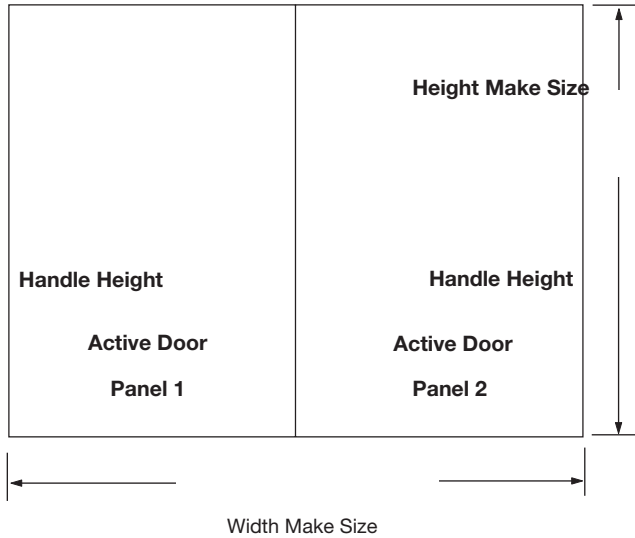 Height Make Size
Handle Height
Handle Height
Active Door
Active Door
Panel 1
Panel 2
Width Make Size